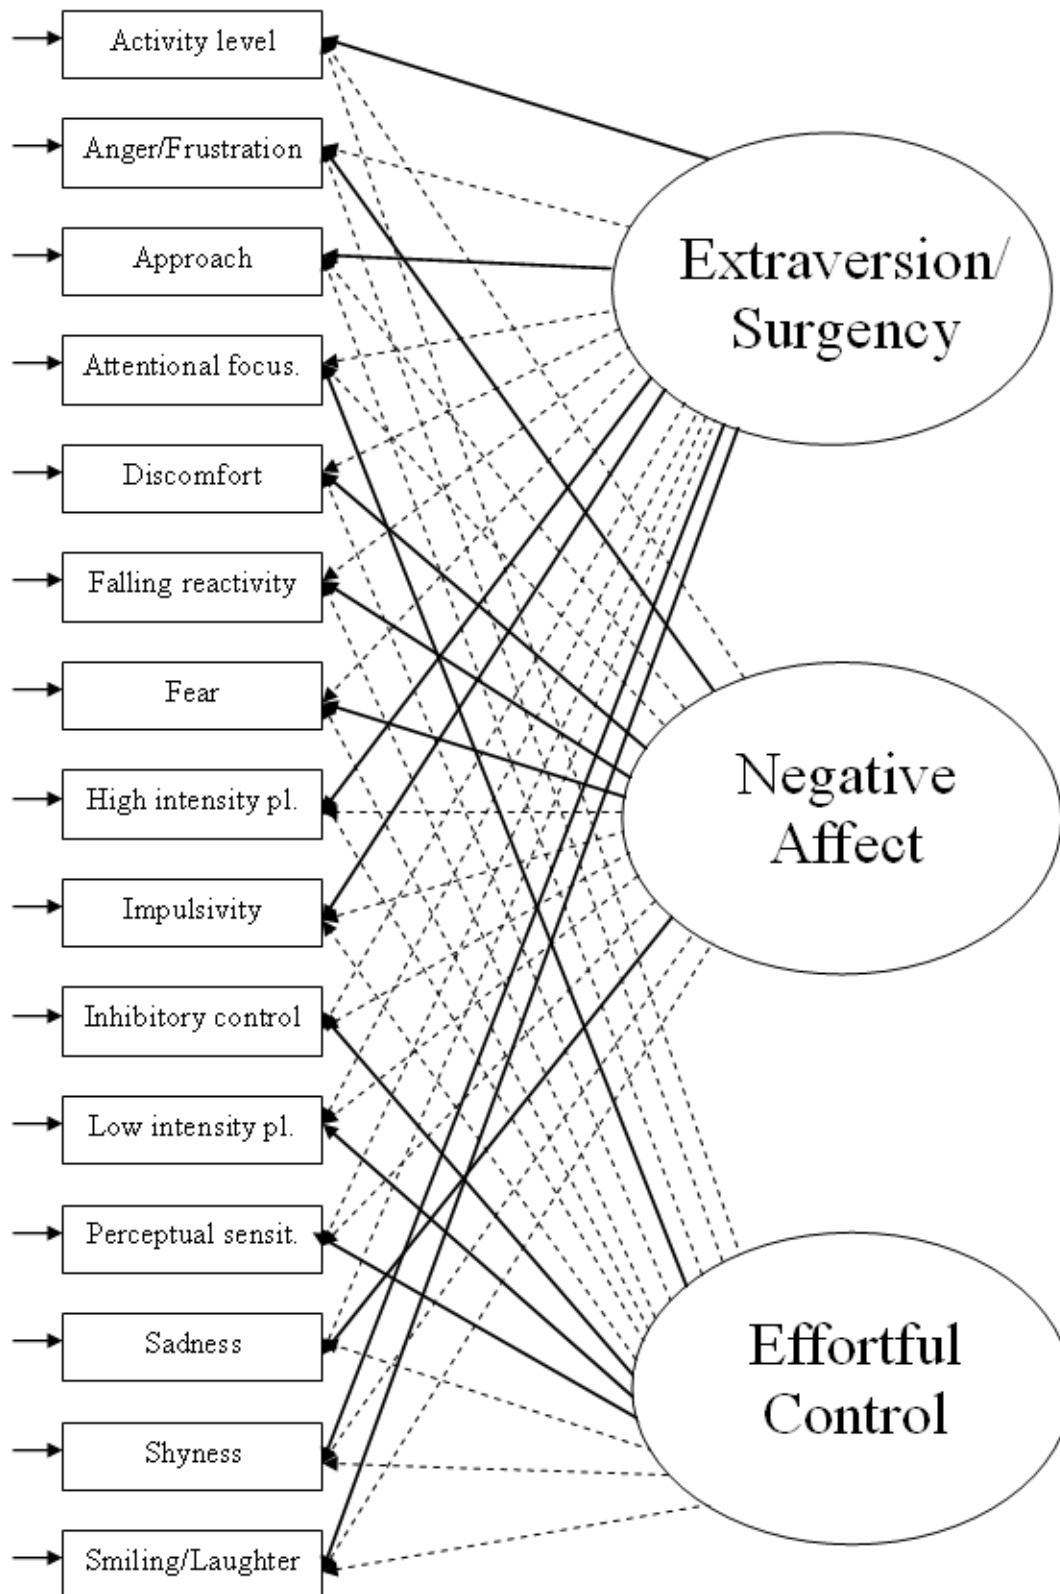 Activity level
Anger/Frustration
Approach
Attentional focus.
Discomfort
Falling reactivity
Fear
High intensity pl.
Impulsivity
Inhibitory control
Low intensity pl.
Perceptual sensit.
Sadness
Shyness
Smiling/Laughter
Extraversion/
Surgency
Negative
Affect
Effortful
Control